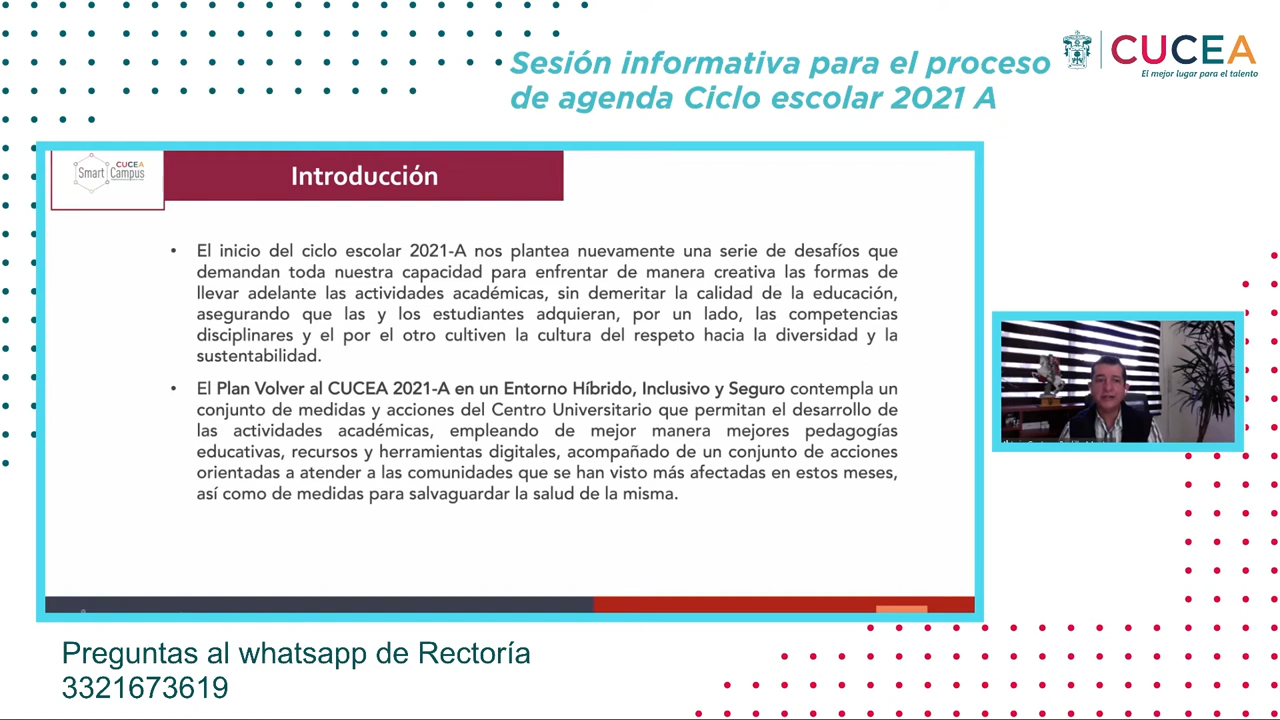 Sesión informativa para el proceso
de agenda Ciclo escolar 2021 A
CUCEA
El mejor lugar para el talento
CUCEA
Smart Campus
Introducción
• El inicio del ciclo escolar 2021-A nos plantea nuevamente una serie de desafíos que
demandan toda nuestra capacidad para enfrentar de manera creativa las formas de
llevar adelante las actividades académicas, sin demeritar la calidad de la educación,
asegurando que las y los estudiantes adquieran, por un lado, las competencias
disciplinares y el por el otro cultiven la cultura del respeto hacia la diversidad y la
sustentabilidad.
• El Plan Volver al CUCEA 2021-A en un Entorno Híbrido, Inclusivo y Seguro contempla un
conjunto de medidas y acciones del Centro Universitario que permitan el desarrollo de
las actividades académicas, empleando de mejor manera mejores pedagogías
educativas, recursos y herramientas digitales, acompañado de un conjunto de acciones
orientadas a atender a las comunidades que se han visto más afectadas en estos meses,
así como de medidas para salvaguardar la salud de la misma.
Preguntas al whatsapp de Rectoría
3321673619